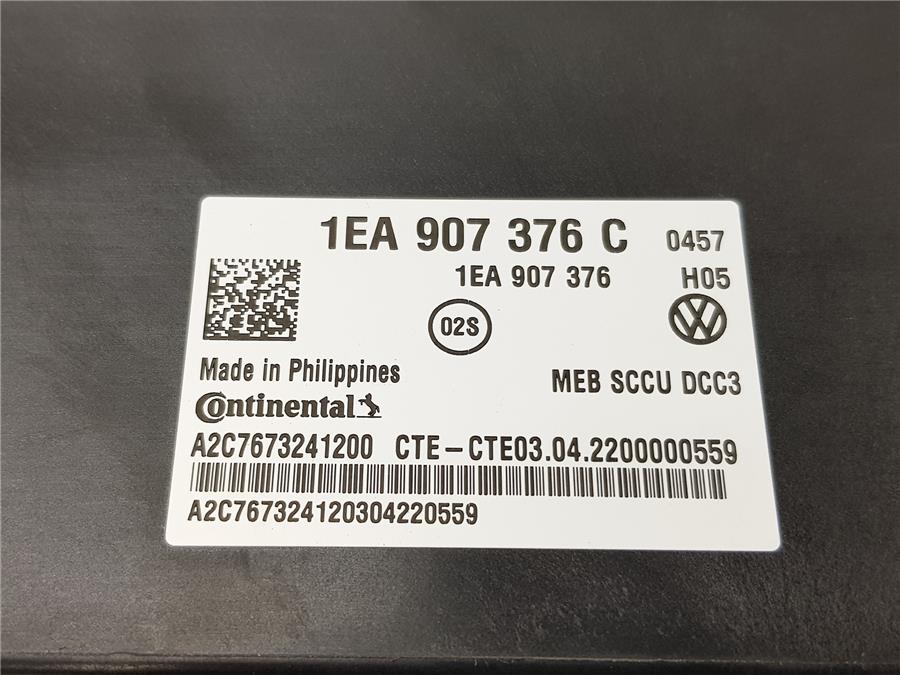 1EA 907 376 C 0457
1EA 907 376 H05
02S
Made in Philippines
MEB SCCU DCC3
Continental
A2C7673241200 CTE-CTE03.04.2200000559
A2C767324120304220559